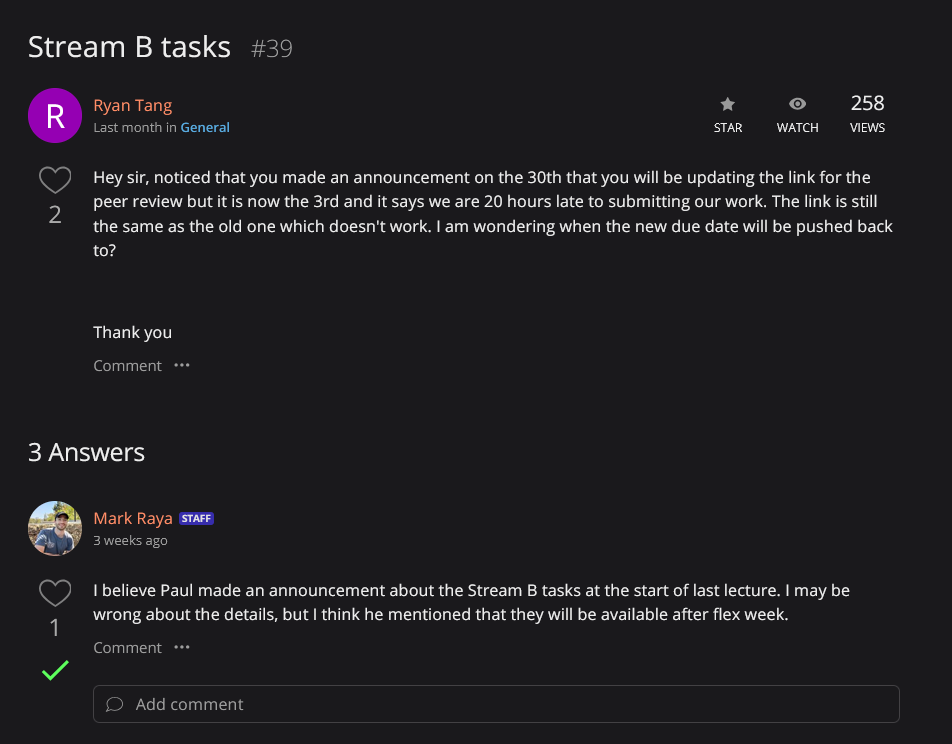 Stream B tasks #39
R
Ryan Tang
Last month in General
STAR
WATCH
258
VIEWS
2
Hey sir, noticed that you made an announcement on the 30th that you will be updating the link for the
peer review but it is now the 3rd and it says we are 20 hours late to submitting our work. The link is still
the same as the old one which doesn't work. I am wondering when the new due date will be pushed back
to?
Thank you
Comment ···
3 Answers
Mark Raya STAFF
3 weeks ago
1
I believe Paul made an announcement about the Stream B tasks at the start of last lecture. I may be
wrong about the details, but I think he mentioned that they will be available after flex week.
Comment ···
Add comment